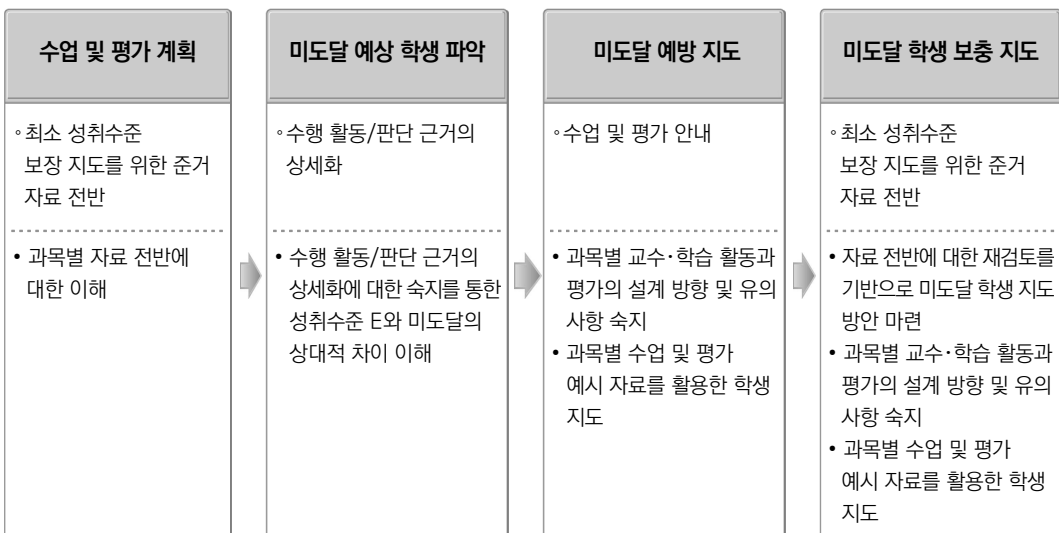 수업 및 평가 계획
◦최소 성취수준
보장 지도를 위한 준거
자료 전반
• 과목별 자료 전반에
대한 이해
미도달 예상 학생 파악
◦수행 활동/판단 근거의
상세화
• 수행 활동/판단 근거의
상세화에 대한 숙지를 통한
성취수준 E와 미도달의
상대적 차이 이해
미도달 예방 지도
◦수업 및 평가 안내
• 과목별 교수·학습 활동과
평가의 설계 방향 및 유의
사항 숙지
• 과목별 수업 및 평가
예시 자료를 활용한 학생
지도
미도달 학생 보충 지도
◦최소 성취수준
보장 지도를 위한 준거
자료 전반
• 자료 전반에 대한 재검토를
기반으로 미도달 학생 지도
방안 마련
• 과목별 교수·학습 활동과
평가의 설계 방향 및 유의
사항 숙지
• 과목별 수업 및 평가
예시 자료를 활용한 학생
지도